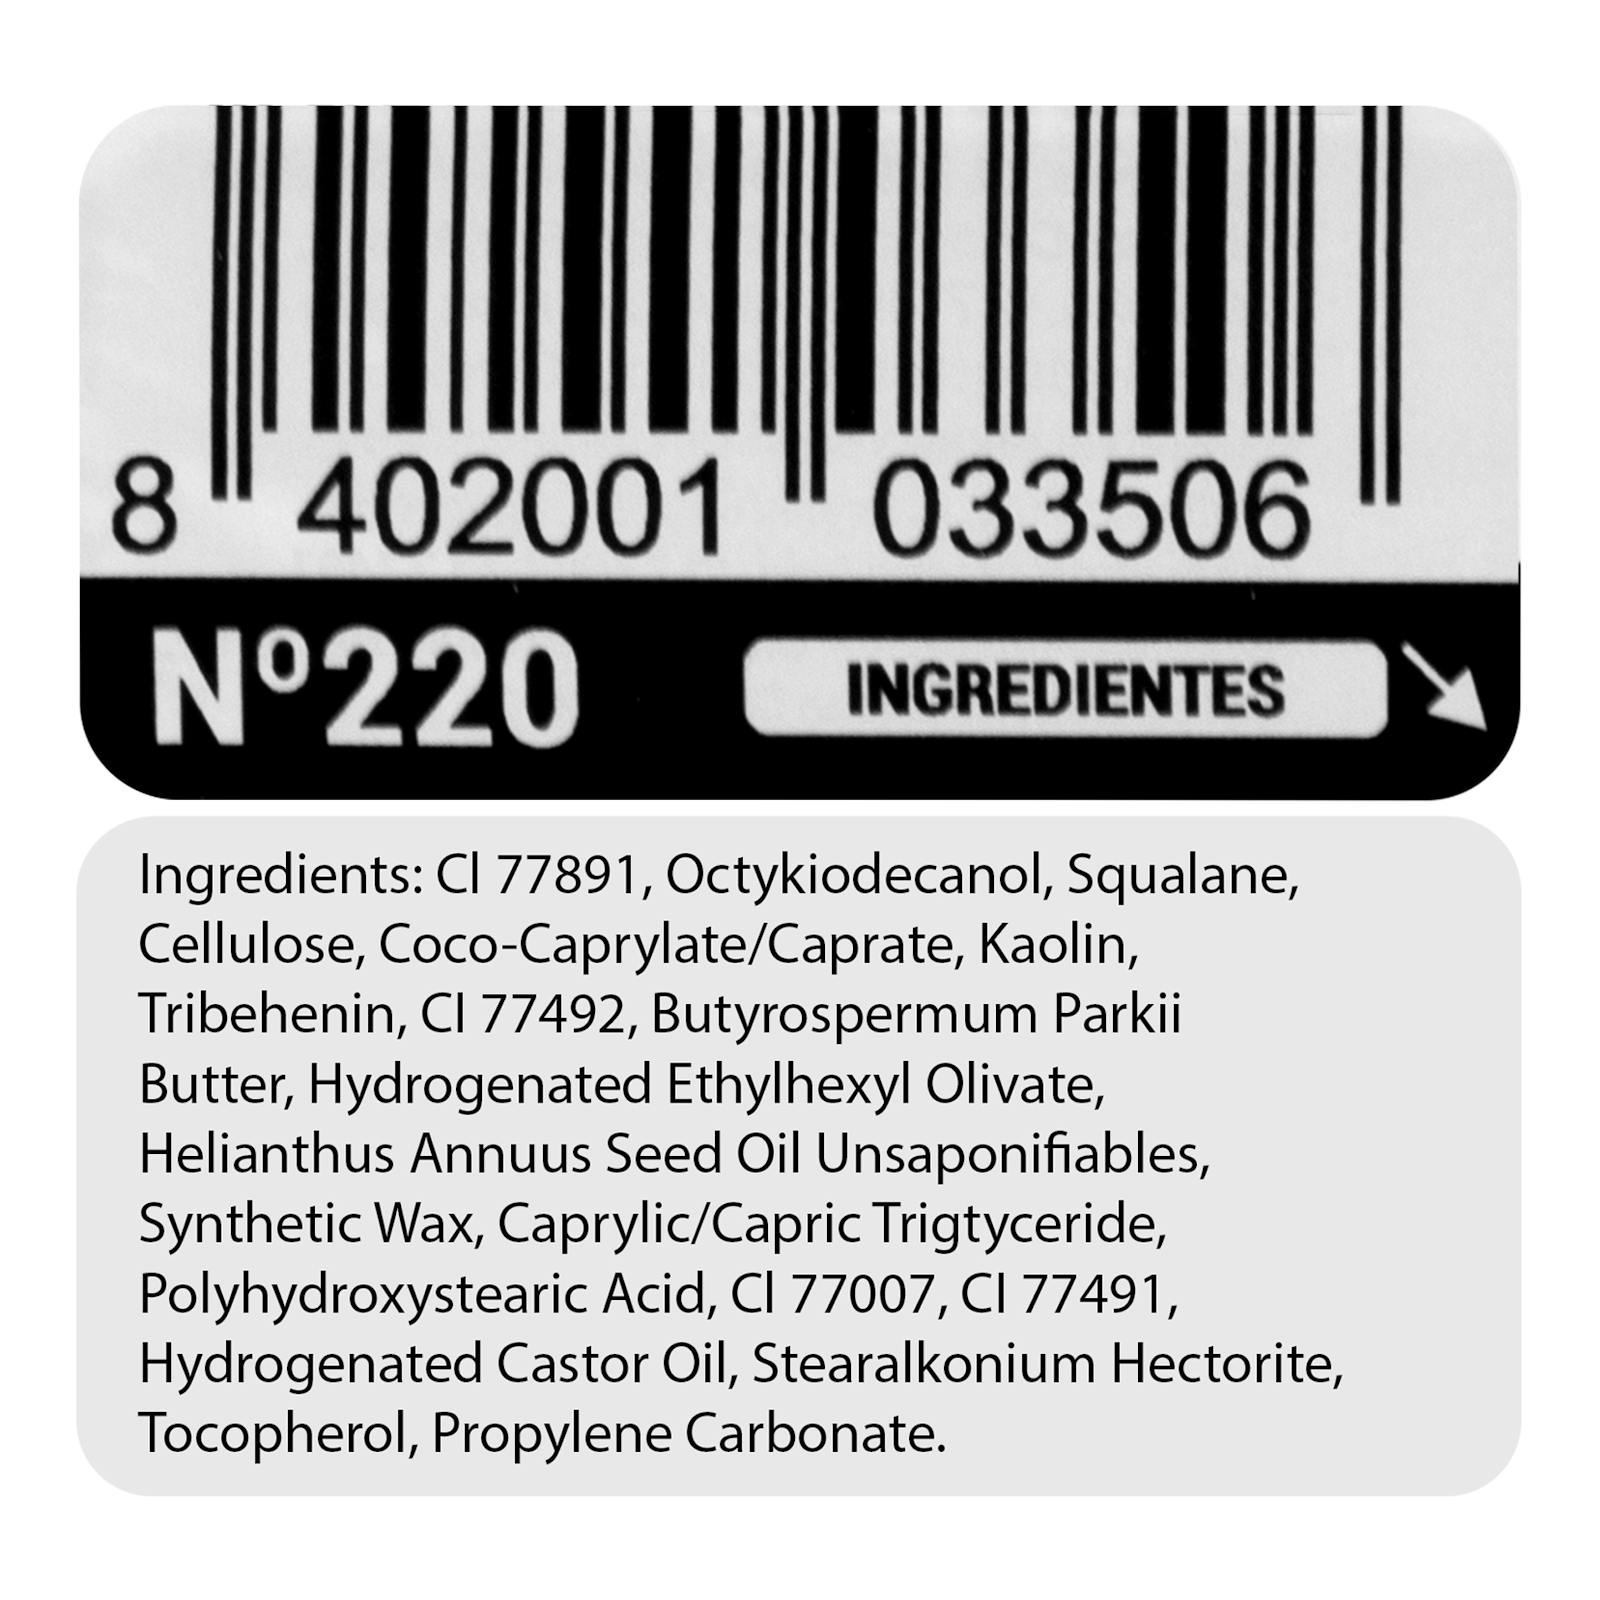 8 402001 033506
Nº220
INGREDIENTES
Ingredients: Cl 77891, Octykiodecanol, Squalane,
Cellulose, Coco-Caprylate/Caprate, Kaolin,
Tribehenin, Cl 77492, Butyrospermum Parkii
Butter, Hydrogenated Ethylhexyl Olivate,
Helianthus Annuus Seed Oil Unsaponifiables,
Synthetic Wax, Caprylic/Capric Trigtyceride,
Polyhydroxystearic Acid, Cl 77007, Cl 77491,
Hydrogenated Castor Oil, Stearalkonium Hectorite,
Tocopherol, Propylene Carbonate.